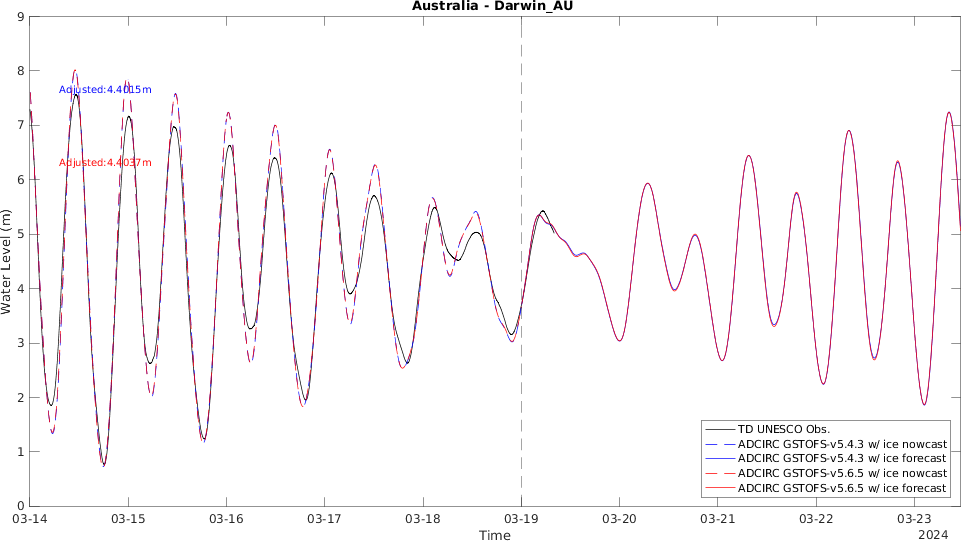 Australia - Darwin_AU
9
8
7
6
5
4
3
2
1
0
Water Level (m)
Adjusted:4.4015m
Adjusted:4.4037m
TD UNESCO Obs.
ADCIRC GSTOFS-v5.4.3 w/ ice nowcast
ADCIRC GSTOFS-v5.4.3 w/ ice forecast
ADCIRC GSTOFS-v5.6.5 w/ ice nowcast
ADCIRC GSTOFS-v5.6.5 w/ ice forecast
03-14 03-15 03-16 03-17 03-18 03-19 03-20 03-21 03-22 03-23
Time
2024